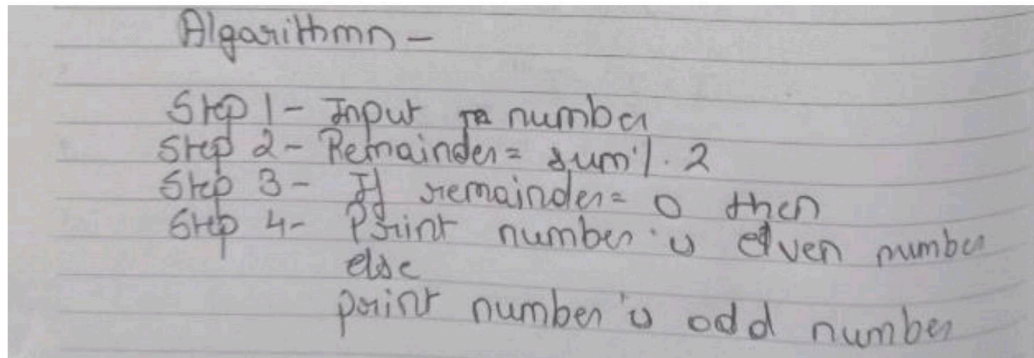 Algarithmn -
Step 1 - Input a number
Step 2 - Remainder = sum % 2
Step 3 - If remainder = 0 then
Step 4 - Print number is even number
else
print number is odd number